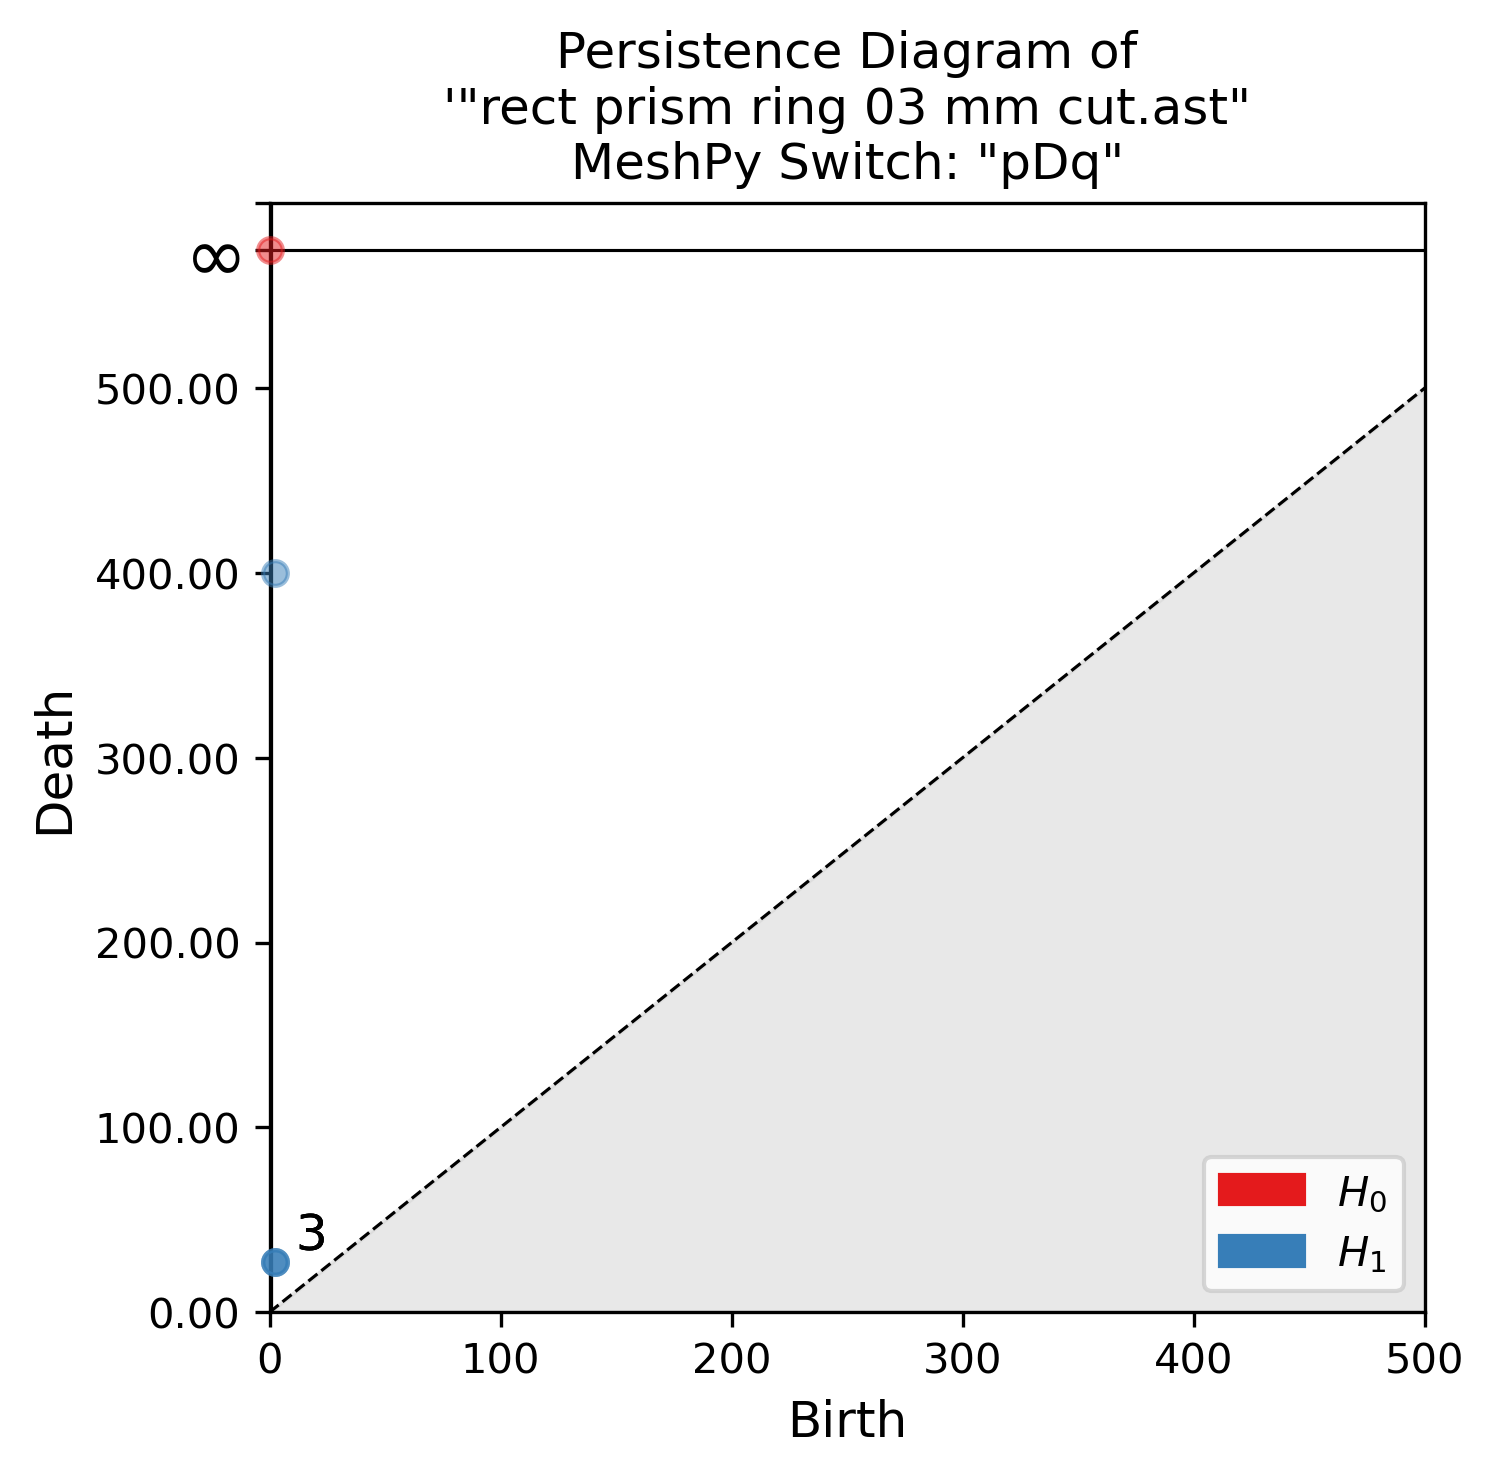 Persistence Diagram of
'"rect prism ring 03 mm cut.ast"
MeshPy Switch: "pDq"
∞
500.00
400.00
300.00
200.00
100.00
0.00
Death
3
H₀
H₁
0 100 200 300 400 500
Birth